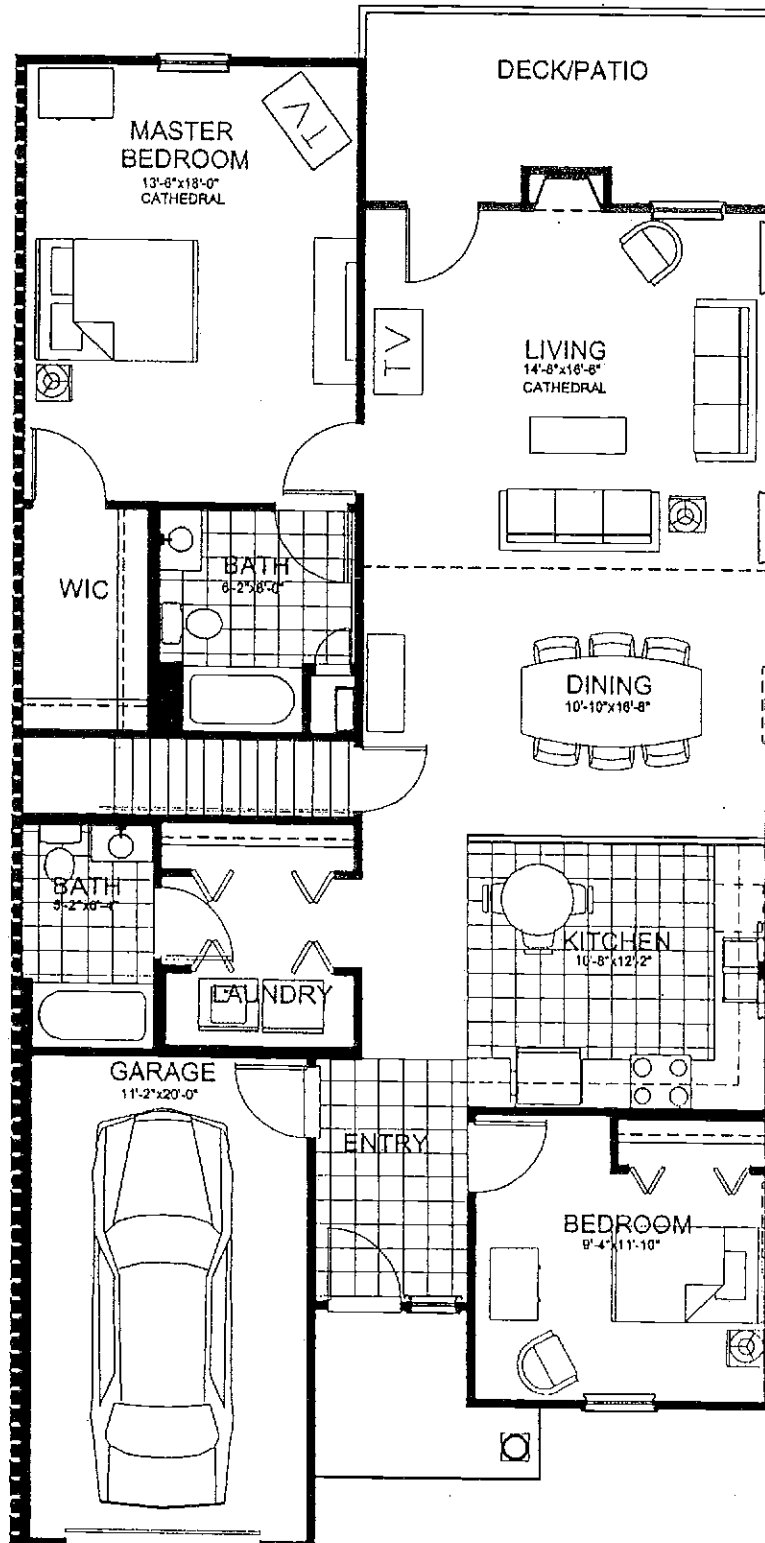 DECK/PATIO
MASTER
BEDROOM
13'-6"x18'-0"
CATHEDRAL
TV
LIVING
14'-8"x16'-6"
CATHEDRAL
TV
WIC
BATH
DINING
10'-10"x16'-8"
BATH
KITCHEN
10'-8"x12'-2"
LAUNDRY
GARAGE
11'-2"x20'-0"
ENTRY
BEDROOM
9'-4"x11'-10"